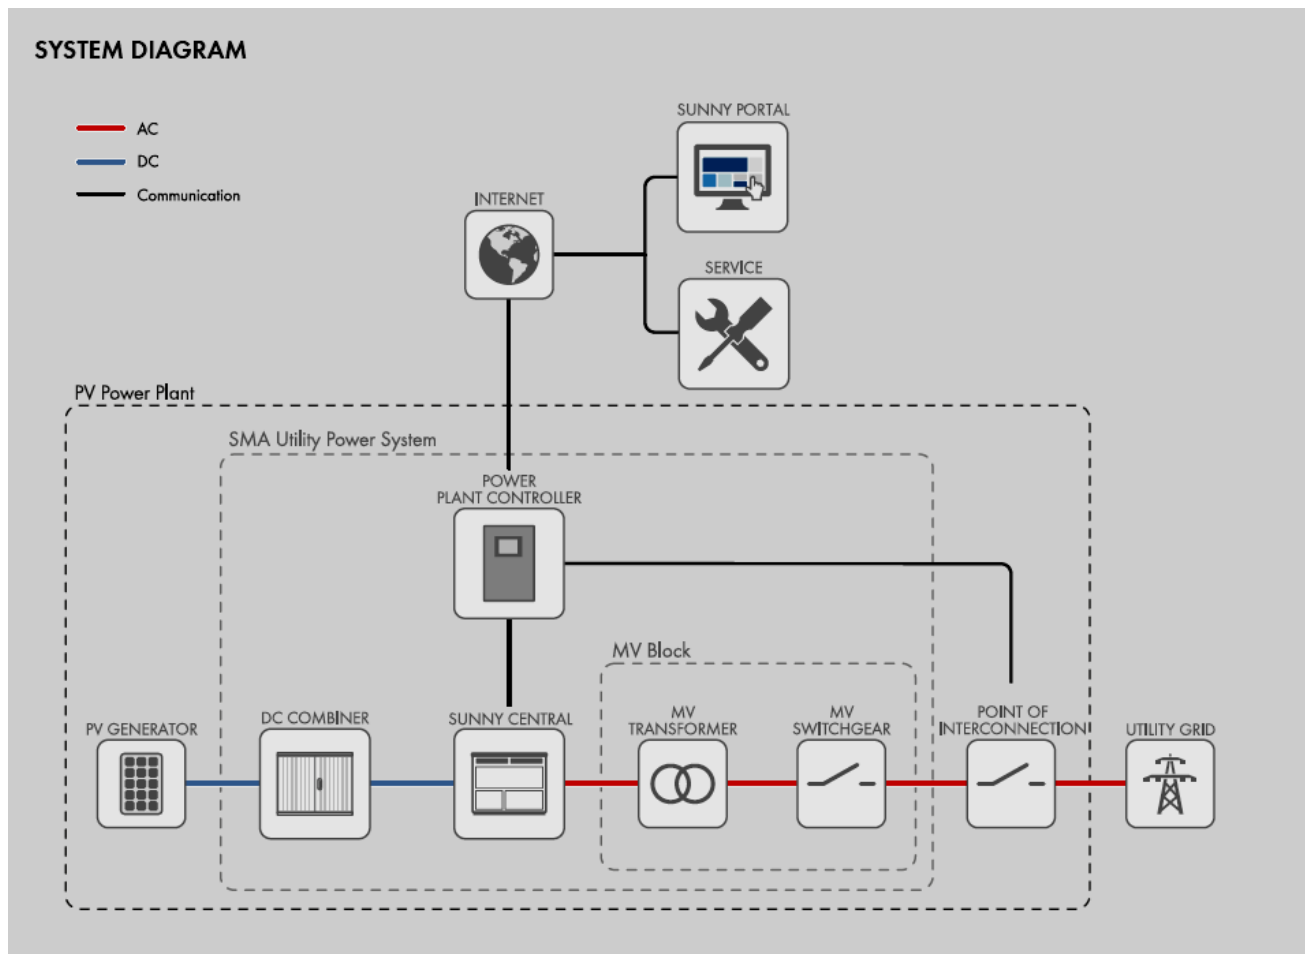 SYSTEM DIAGRAM
AC
DC
Communication
SUNNY PORTAL
INTERNET
SERVICE
PV Power Plant
SMA Utility Power System
POWER
PLANT CONTROLLER
MV Block
PV GENERATOR
DC COMBINER
SUNNY CENTRAL
MV
TRANSFORMER
MV
SWITCHGEAR
POINT OF
INTERCONNECTION
UTILITY GRID